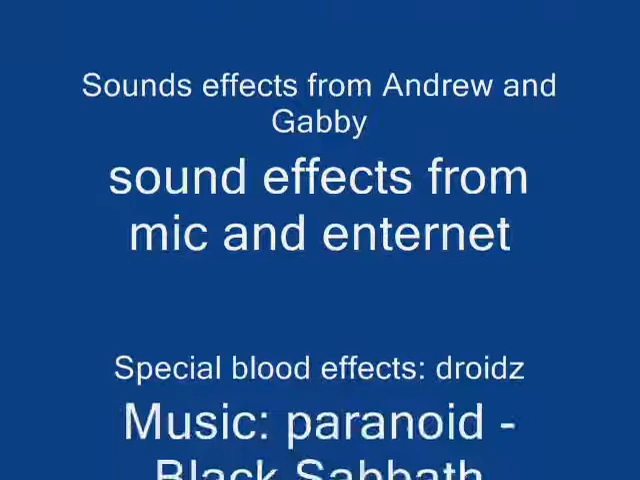 Sounds effects from Andrew and
Gabby
sound effects from
mic and enternet
Special blood effects: droidz
Music: paranoid -
Black Sabbath